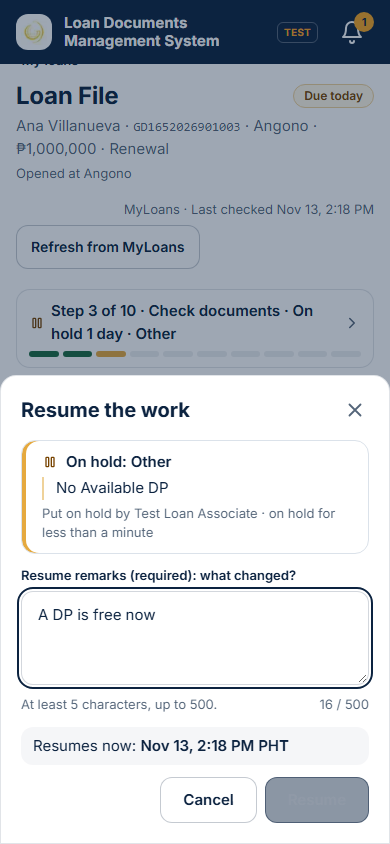 Loan Documents
Management System
TEST
1
My loans
Loan File
Due today
Ana Villanueva · GD1652026901003 · Angono ·
₱1,000,000 · Renewal
Opened at Angono
MyLoans · Last checked Nov 13, 2:18 PM
Refresh from MyLoans
Step 3 of 10 · Check documents · On
hold 1 day · Other
Resume the work
On hold: Other
No Available DP
Put on hold by Test Loan Associate · on hold for
less than a minute
Resume remarks (required): what changed?
A DP is free now
At least 5 characters, up to 500.
16 / 500
Resumes now: Nov 13, 2:18 PM PHT
Cancel